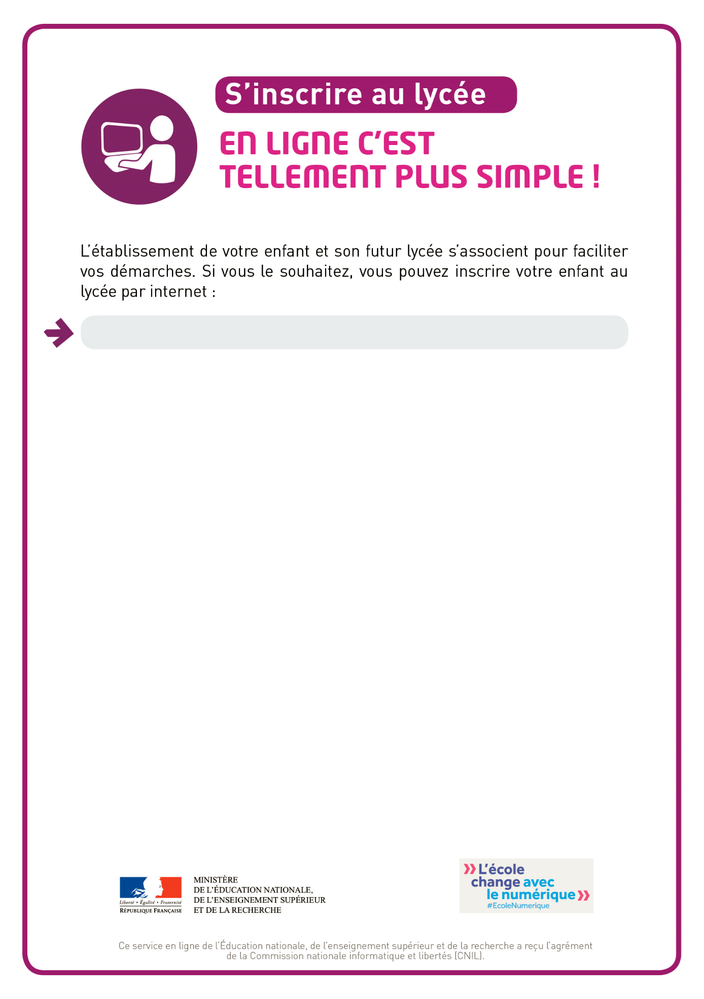 S’inscrire au lycée
EN LIGNE C’EST
TELLEMENT PLUS SIMPLE !
L’établissement de votre enfant et son futur lycée s’associent pour faciliter
vos démarches. Si vous le souhaitez, vous pouvez inscrire votre enfant au
lycée par internet :
Liberté • Égalité • Fraternité
RÉPUBLIQUE FRANÇAISE
MINISTÈRE
DE L’ÉDUCATION NATIONALE,
DE L’ENSEIGNEMENT SUPÉRIEUR
ET DE LA RECHERCHE
L’école
change avec
le numérique
#EcoleNumerique
Ce service en ligne de l’Éducation nationale, de l’enseignement supérieur et de la recherche a reçu l’agrément
de la Commission nationale informatique et libertés (CNIL).